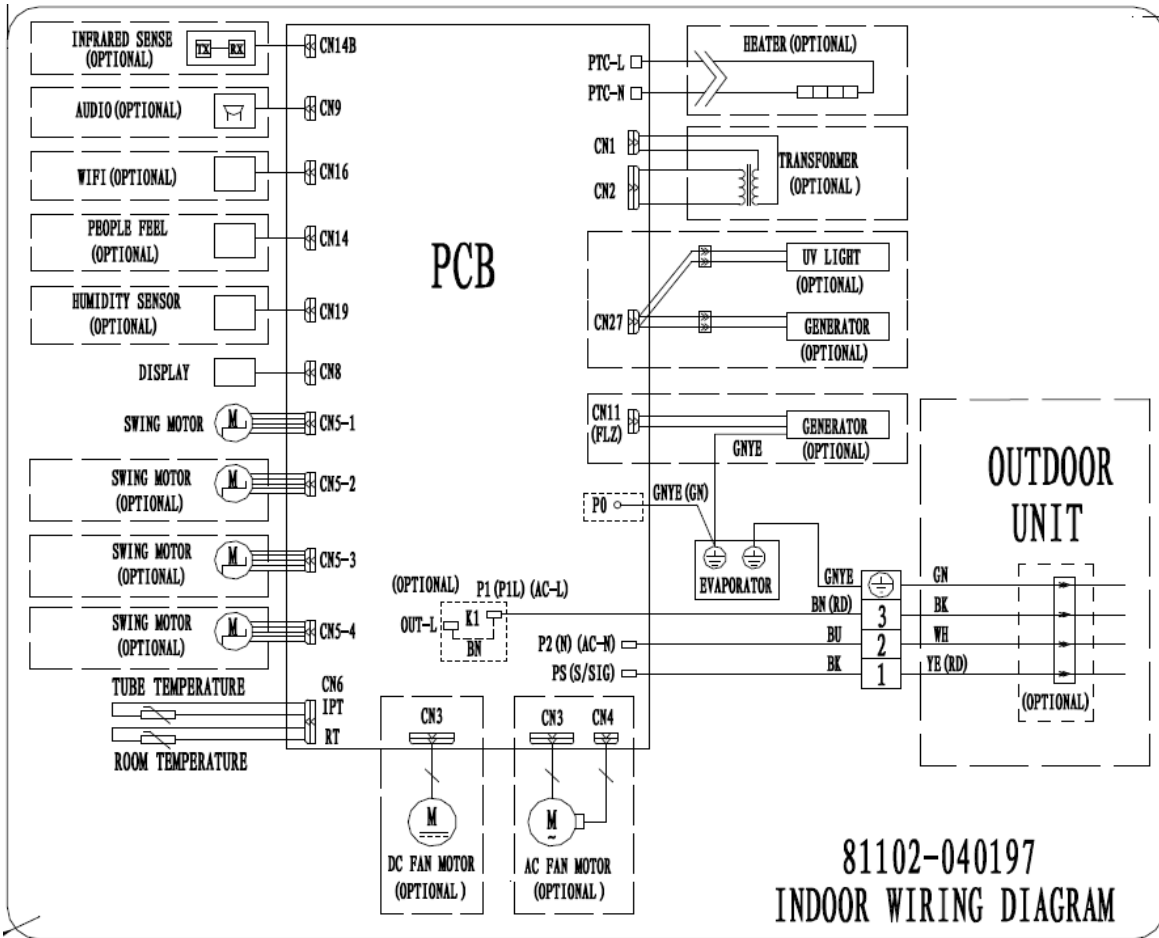 INFRARED SENSE
(OPTIONAL)
TX
RX
CN14B
AUDIO(OPTIONAL)
CN9
WIFI(OPTIONAL)
CN16
PEOPLE FEEL
(OPTIONAL)
CN14
HUMIDITY SENSOR
(OPTIONAL)
CN19
DISPLAY
CN8
SWING MOTOR
M
CN5-1
SWING MOTOR
(OPTIONAL)
M
CN5-2
SWING MOTOR
(OPTIONAL)
M
CN5-3
SWING MOTOR
(OPTIONAL)
M
CN5-4
TUBE TEMPERATURE
CN6
IPT
RT
ROOM TEMPERATURE
PCB
PTC-L
PTC-N
HEATER(OPTIONAL)
CN1
CN2
TRANSFORMER
(OPTIONAL )
CN27
UV LIGHT
(OPTIONAL)
GENERATOR
(OPTIONAL)
CN11
(FLZ)
GENERATOR
(OPTIONAL)
GNYE
P0
GNYE(GN)
EVAPORATOR
(OPTIONAL)
P1(P1L)(AC-L)
OUT-L
K1
BN
P2(N)(AC-N)
PS(S/SIG)
GNYE
BN(RD)
BU
BK
3
2
1
GN
BK
WH
YE(RD)
OUTDOOR
UNIT
(OPTIONAL)
CN3
M
DC FAN MOTOR
(OPTIONAL )
CN3
CN4
M
~
AC FAN MOTOR
(OPTIONAL )
81102-040197
INDOOR WIRING DIAGRAM